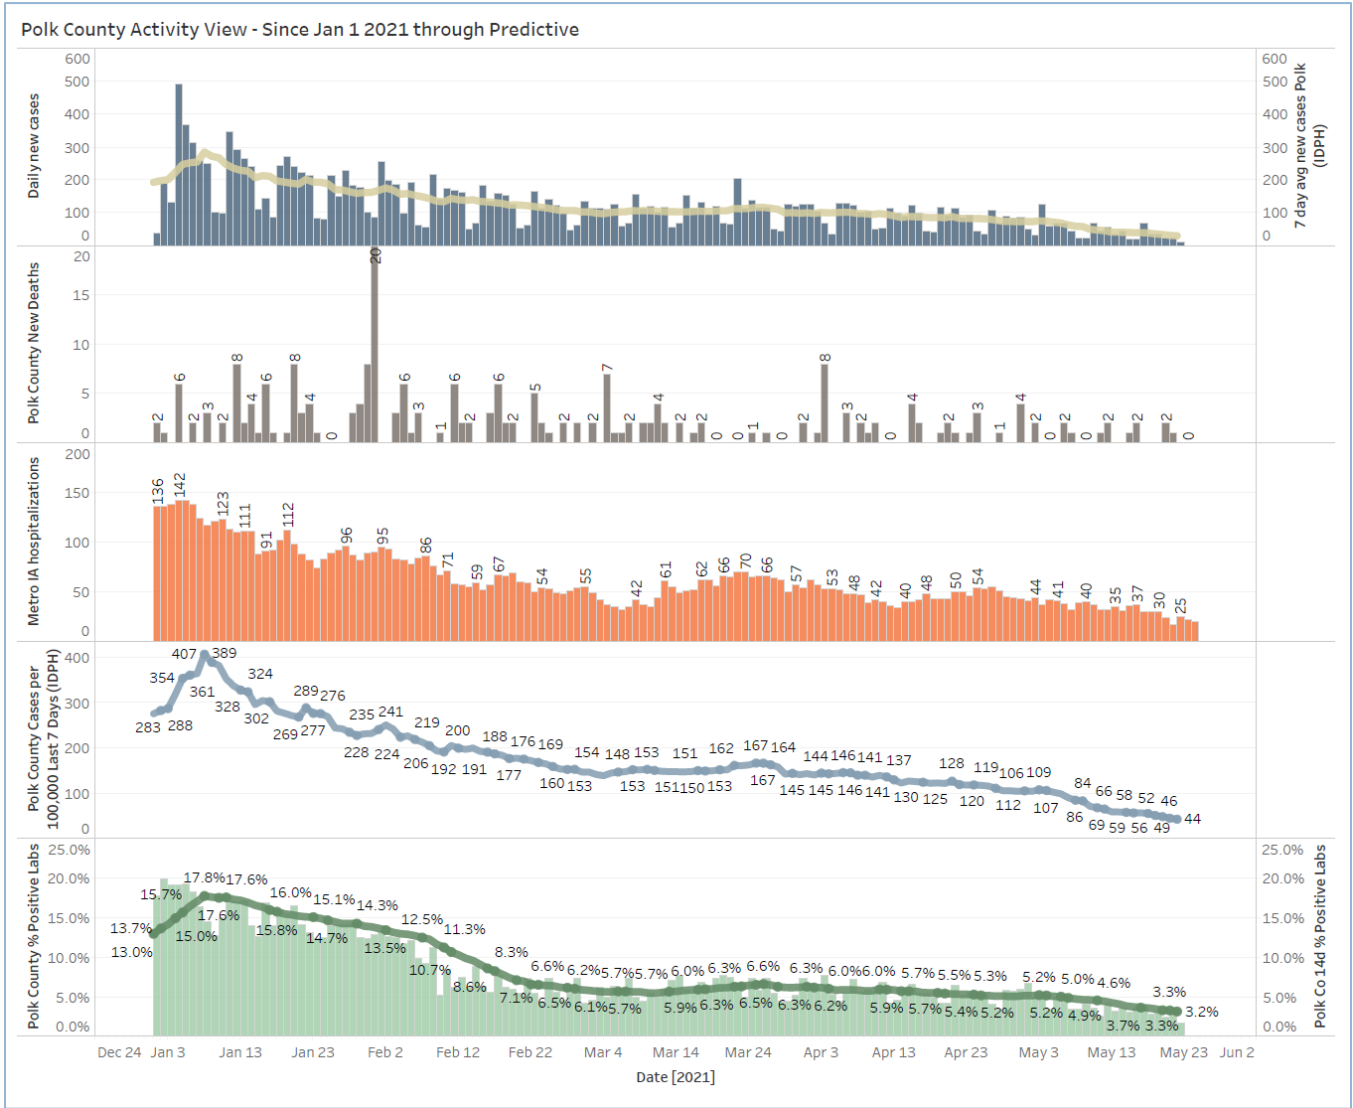 Polk County Activity View - Since Jan 1 2021 through Predictive
Daily new cases
600
500
400
300
200
100
0
600
500
400
300
200
100
0
7 day avg new cases Polk
(IDPH)
Polk County New Deaths
20
15
10
5
0
2 6 2 3 2 8 4 6 8 4 0 20 6 3 1 6 2 6 2 5 2 2 7 2 4 2 2 0 0 1 0 2 8 3 2 0 4 2 3 1 4 2 0 2 0 2 2 2 0
Metro IA hospitalizations
200
150
100
50
0
136 142 123 111 91 112 96 95 86 71 59 67 54 55 42 61 62 66 70 66 57 53 48 42 40 48 50 54 44 41 40 35 37 30 25
Polk County Cases per
100,000 Last 7 Days (IDPH)
400
300
200
100
0
407 389
354 361 324
283 288 328 302 289 276
269 277 235 241
228 224 219 200
206 192 191 188 176 169
177 160 153 154 148 153 151 162 167 164
153 151 150 153 167 145 144 146 141 137
145 146 141 130 125 128 119 106 109
120 112 107 84 66 58 52 46
86 69 59 56 49 44
Polk County % Positive Labs
25.0%
20.0%
15.0%
10.0%
5.0%
0.0%
15.7% 17.8% 17.6% 16.0% 15.1% 14.3% 12.5% 11.3% 8.3% 6.6% 6.2% 5.7% 5.7% 6.0% 6.3% 6.6% 6.3% 6.0% 6.0% 5.7% 5.5% 5.3% 5.2% 5.0% 4.6% 3.3%
13.7% 13.0% 15.0% 17.6% 15.8% 14.7% 13.5% 10.7% 8.6% 7.1% 6.5% 6.1% 5.7% 5.9% 6.3% 6.5% 6.3% 6.2% 5.9% 5.7% 5.4% 5.2% 5.2% 4.9% 3.7% 3.3% 3.2%
25.0%
20.0%
15.0%
10.0%
5.0%
0.0%
Polk Co 14d % Positive Labs
Dec 24 Jan 3 Jan 13 Jan 23 Feb 2 Feb 12 Feb 22 Mar 4 Mar 14 Mar 24 Apr 3 Apr 13 Apr 23 May 3 May 13 May 23 Jun 2
Date [2021]